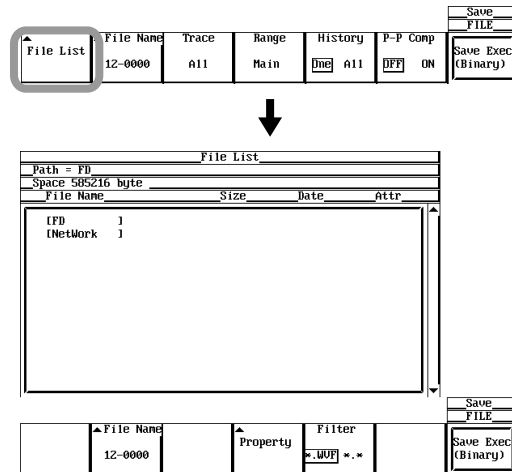 Save
FILE
File List
File Name
12-0000
Trace
All
Range
Main
History
One All
P-P Comp
OFF ON
Save Exec
(Binary)
File List
Path = FD
Space 585216 byte
File Name Size Date Attr
[FD ]
[NetWork ]
Save
FILE
File Name
12-0000
Property
Filter
*.WVF *.*
Save Exec
(Binary)